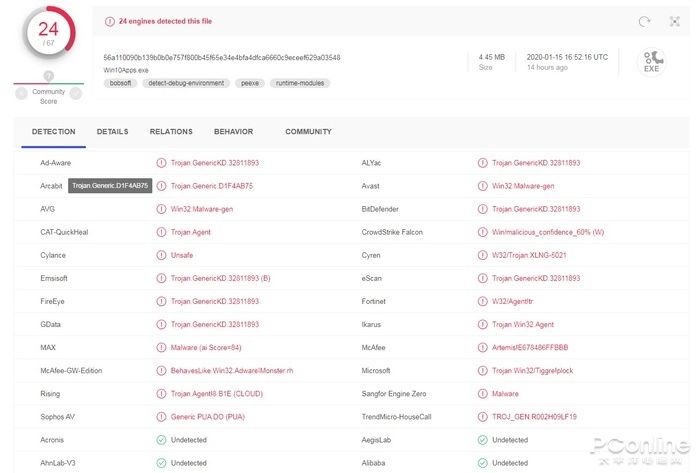 24
/ 67
?
Community
Score
24 engines detected this file
56a110090b139b0b0e757f800b45f65e34e4bfa4dfca6660c9eceef629a03548
Win10Apps.exe
bobsoft detect-debug-environment peexe runtime-modules
4.45 MB
Size
2020-01-15 16:52:16 UTC
14 hours ago
EXE
DETECTION DETAILS RELATIONS BEHAVIOR COMMUNITY
Ad-Aware Trojan.GenericKD.32811893 ALYac Trojan.GenericKD.32811893
Arcabit Trojan.Generic.D1F4AB75 Trojan.Generic.D1F4AB75 Avast Win32:Malware-gen
AVG Win32:Malware-gen BitDefender Trojan.GenericKD.32811893
CAT-QuickHeal Trojan.Agent CrowdStrike Falcon Win/malicious_confidence_60% (W)
Cylance Unsafe Cyren W32/Trojan.XLNG-5021
Emsisoft Trojan.GenericKD.32811893 (B) eScan Trojan.GenericKD.32811893
FireEye Trojan.GenericKD.32811893 Fortinet W32/Agent!tr
GData Trojan.GenericKD.32811893 Ikarus Trojan.Win32.Agent
MAX Malware (ai Score=84) McAfee Artemis!E678486FFBBB
McAfee-GW-Edition BehavesLike.Win32.AdwareMonster.rh Microsoft Trojan:Win32/Tiggre!plock
Rising Trojan.Agent!8.B1E (CLOUD) Sangfor Engine Zero Malware
Sophos AV Generic PUA DO (PUA) TrendMicro-HouseCall TROJ_GEN.R002H09LF19
Acronis Undetected AegisLab Undetected
AhnLab-V3 Undetected Alibaba Undetected
PConline
太平洋电脑网